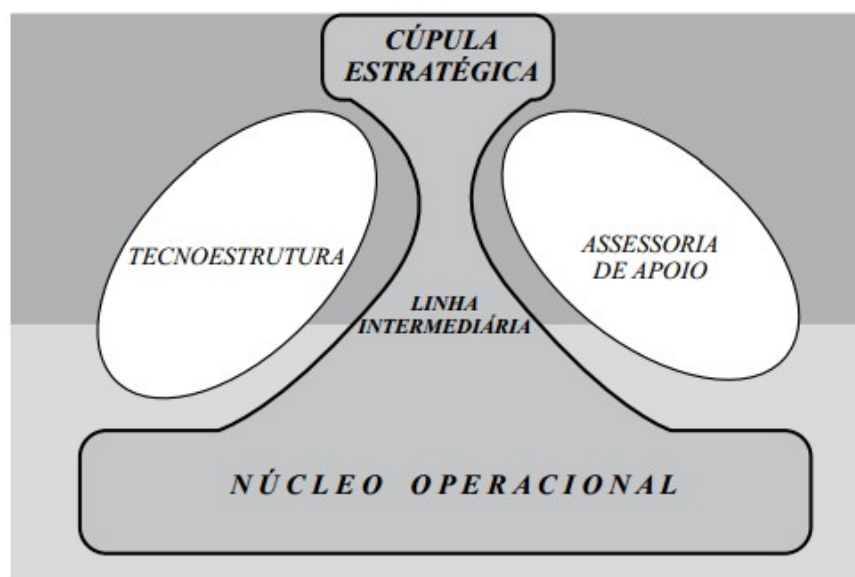 CÚPULA
ESTRATÉGICA
TECNOESTRUTURA
ASSESSORIA
DE APOIO
LINHA
INTERMEDIÁRIA
NÚCLEO OPERACIONAL